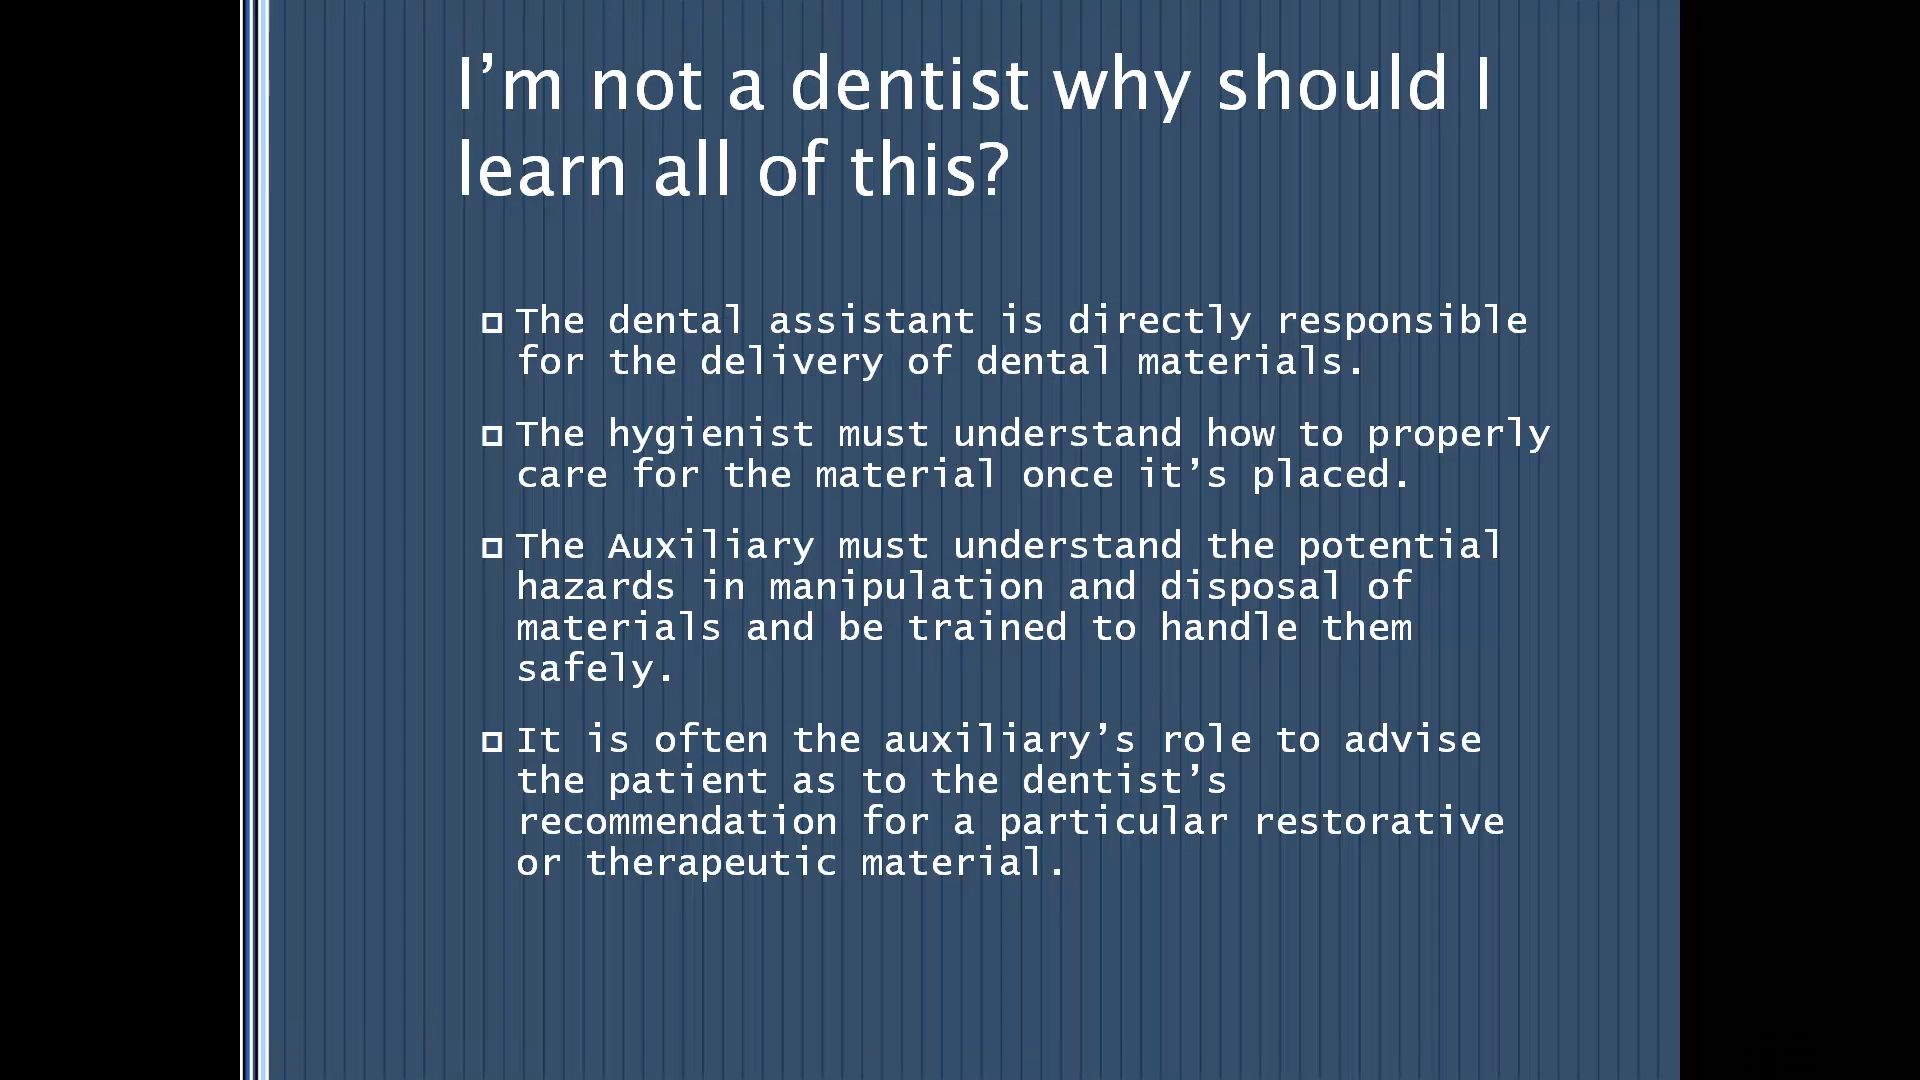 I’m not a dentist why should I
learn all of this?
The dental assistant is directly responsible
for the delivery of dental materials.
The hygienist must understand how to properly
care for the material once it’s placed.
The Auxiliary must understand the potential
hazards in manipulation and disposal of
materials and be trained to handle them
safely.
It is often the auxiliary’s role to advise
the patient as to the dentist’s
recommendation for a particular restorative
or therapeutic material.